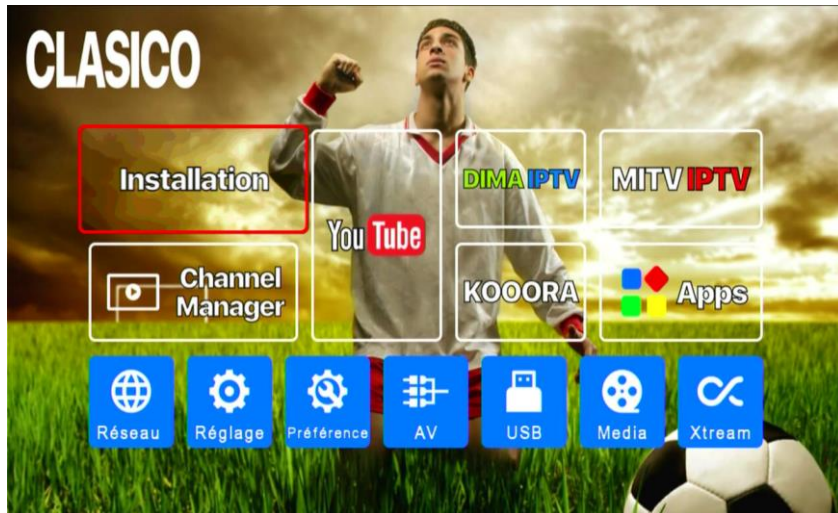 CLASICO
Installation
YouTube
DIMA IPTV
MITV IPTV
Channel
Manager
KOOORA
Apps
Réseau
Réglage
Préférence
AV
USB
Media
Xtream